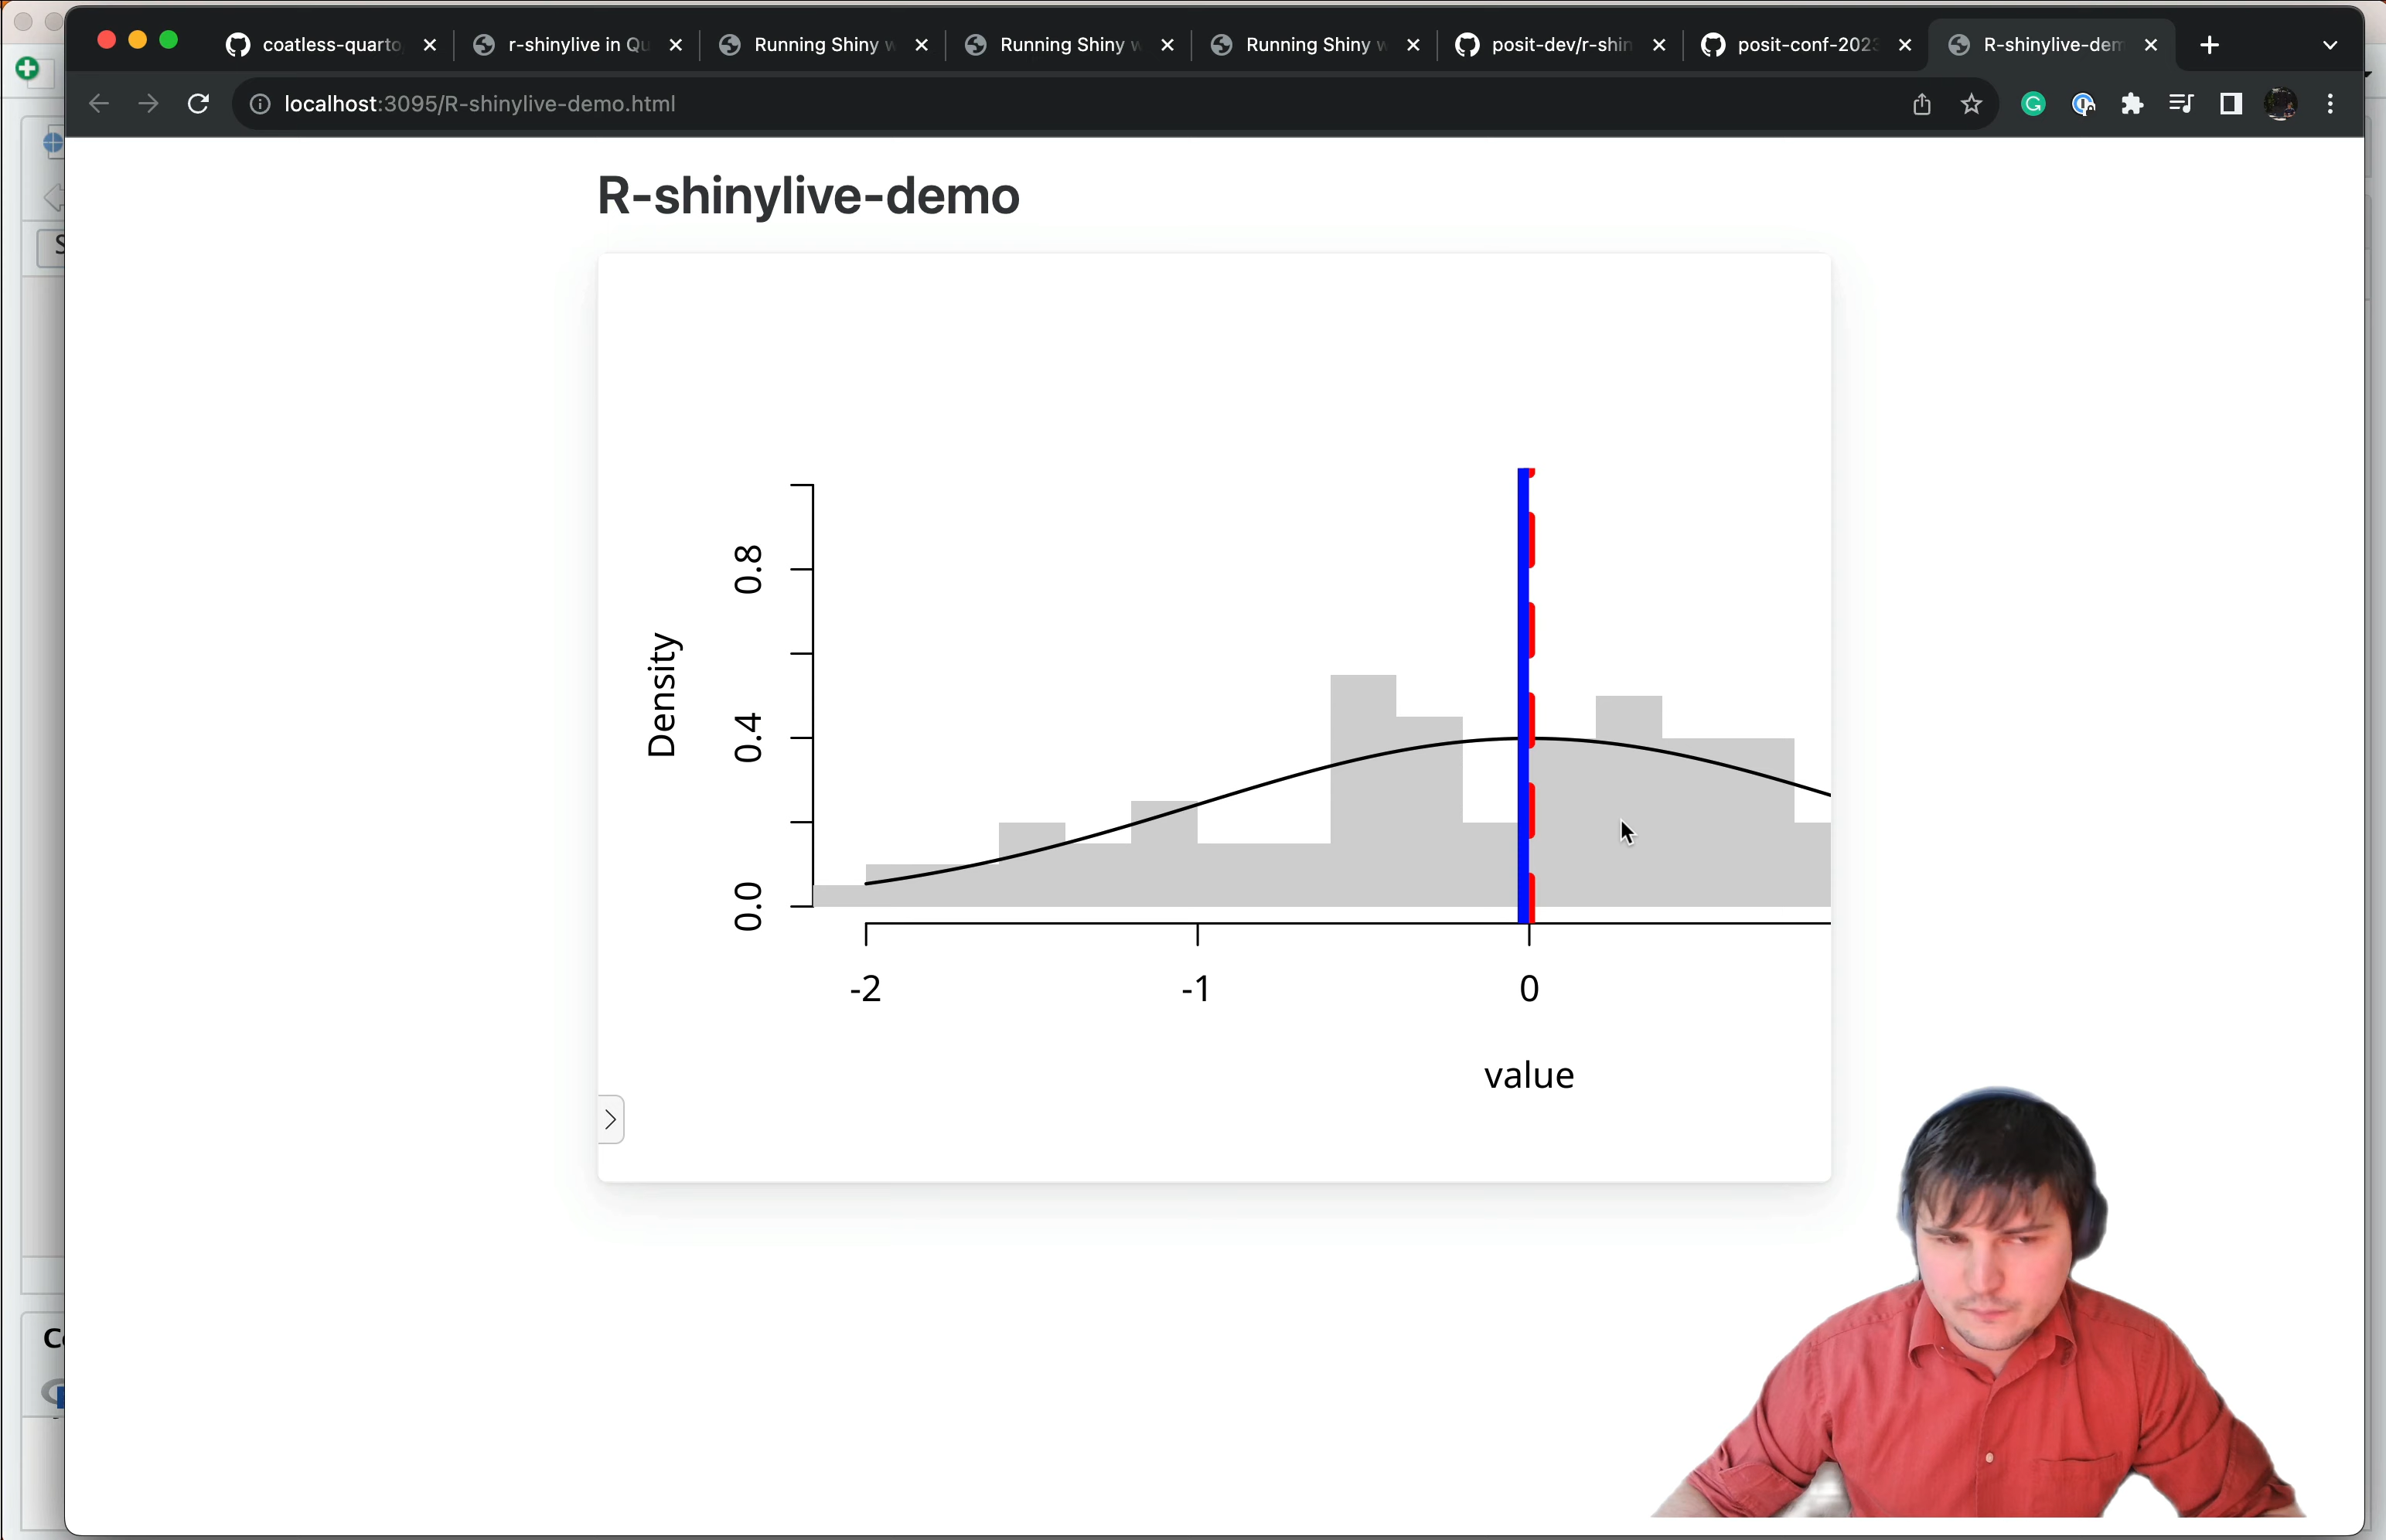 coatless-quarto
r-shinylive in Qu
Running Shiny w
Running Shiny w
Running Shiny w
posit-dev/r-shin
posit-conf-2023
R-shinylive-dem
localhost:3095/R-shinylive-demo.html
R-shinylive-demo
Density
0.8
0.4
0.0
-2
-1
0
value